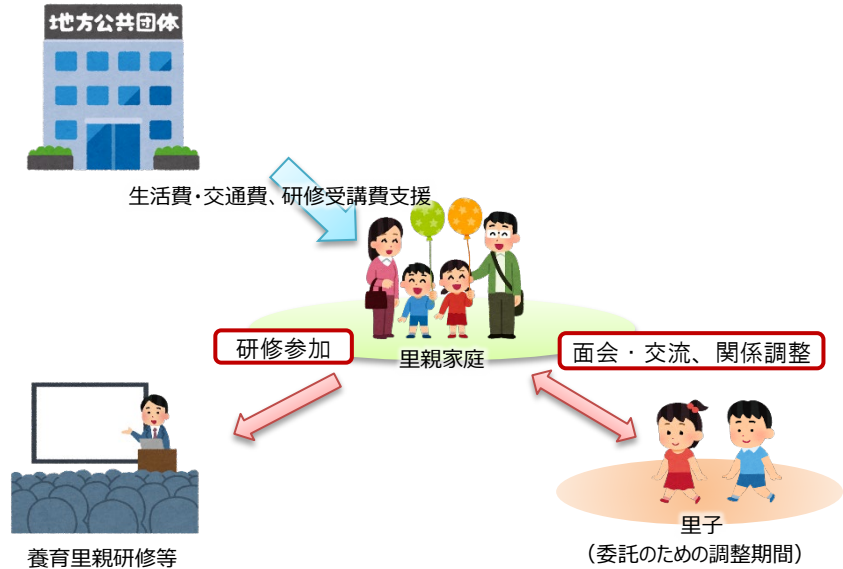 地方公共団体
生活費・交通費、研修受講費支援
研修参加
里親家庭
面会・交流、関係調整
養育里親研修等
里子
（委託のための調整期間）